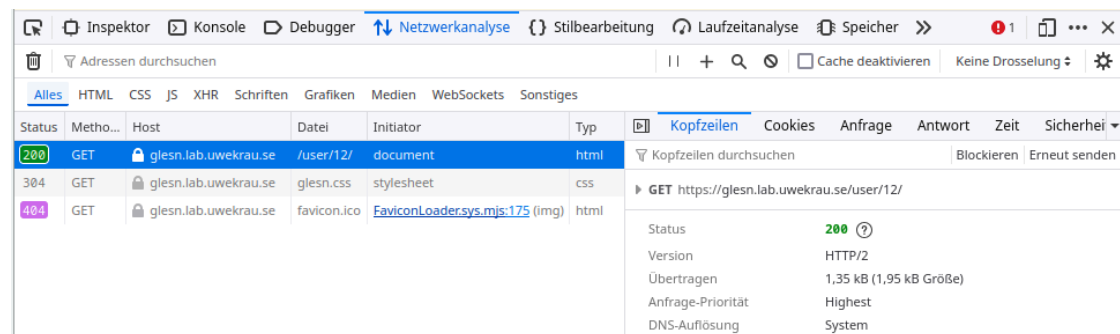 Inspektor Konsole Debugger Netzwerkanalyse {} Stilbearbeitung Laufzeitanalyse Speicher 1
Adressen durchsuchen Cache deaktivieren Keine Drosselung
Alles HTML CSS JS XHR Schriften Grafiken Medien WebSockets Sonstiges
Status Metho... Host Datei Initiator Typ
200 GET glesn.lab.uwekrau.se /user/12/ document html
304 GET glesn.lab.uwekrau.se glesn.css stylesheet css
404 GET glesn.lab.uwekrau.se favicon.ico FaviconLoader.sys.mjs:175 (img) html
Kopfzeilen Cookies Anfrage Antwort Zeit Sicherhei
Kopfzeilen durchsuchen Blockieren Erneut senden
GET https://glesn.lab.uwekrau.se/user/12/
Status 200 ?
Version HTTP/2
Übertragen 1,35 kB (1,95 kB Größe)
Anfrage-Priorität Highest
DNS-Auflösung System